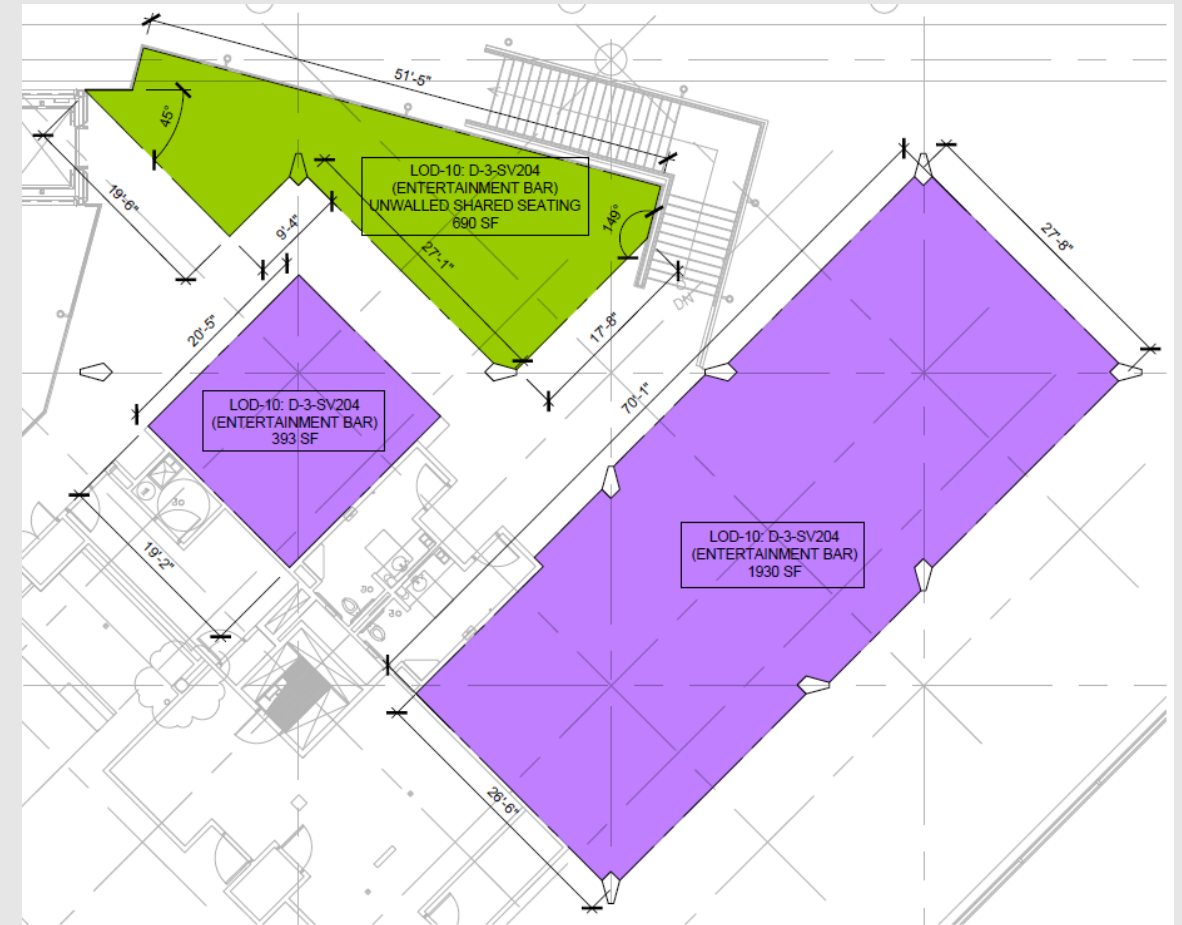 51'-5"
45°
LOD-10: D-3-SV204
(ENTERTAINMENT BAR)
UNWALLED SHARED SEATING
690 SF
19'-6"
9'-4"
149°
27'-1"
27'-8"
DN
20'-5"
17'-8"
70'-1"
LOD-10: D-3-SV204
(ENTERTAINMENT BAR)
393 SF
LOD-10: D-3-SV204
(ENTERTAINMENT BAR)
1930 SF
19'-2"
26'-6"